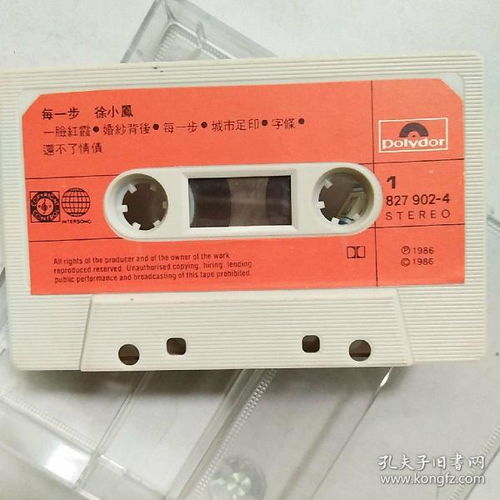 每一步 徐小鳳
一臉紅霞●婚紗背後●每一步●城市足印●字條●
還不了情債
polydor
1
827 902-4
STEREO
COPYRIGHT CONTROL
INTERSONG
All rights of the producer and of the owner of the work
reproduced reserved. Unauthorised copying, hiring, lending
public performance and broadcasting of this tape prohibited.
Ⓟ 1986
© 1986
孔夫子旧书网
www.kongfz.com